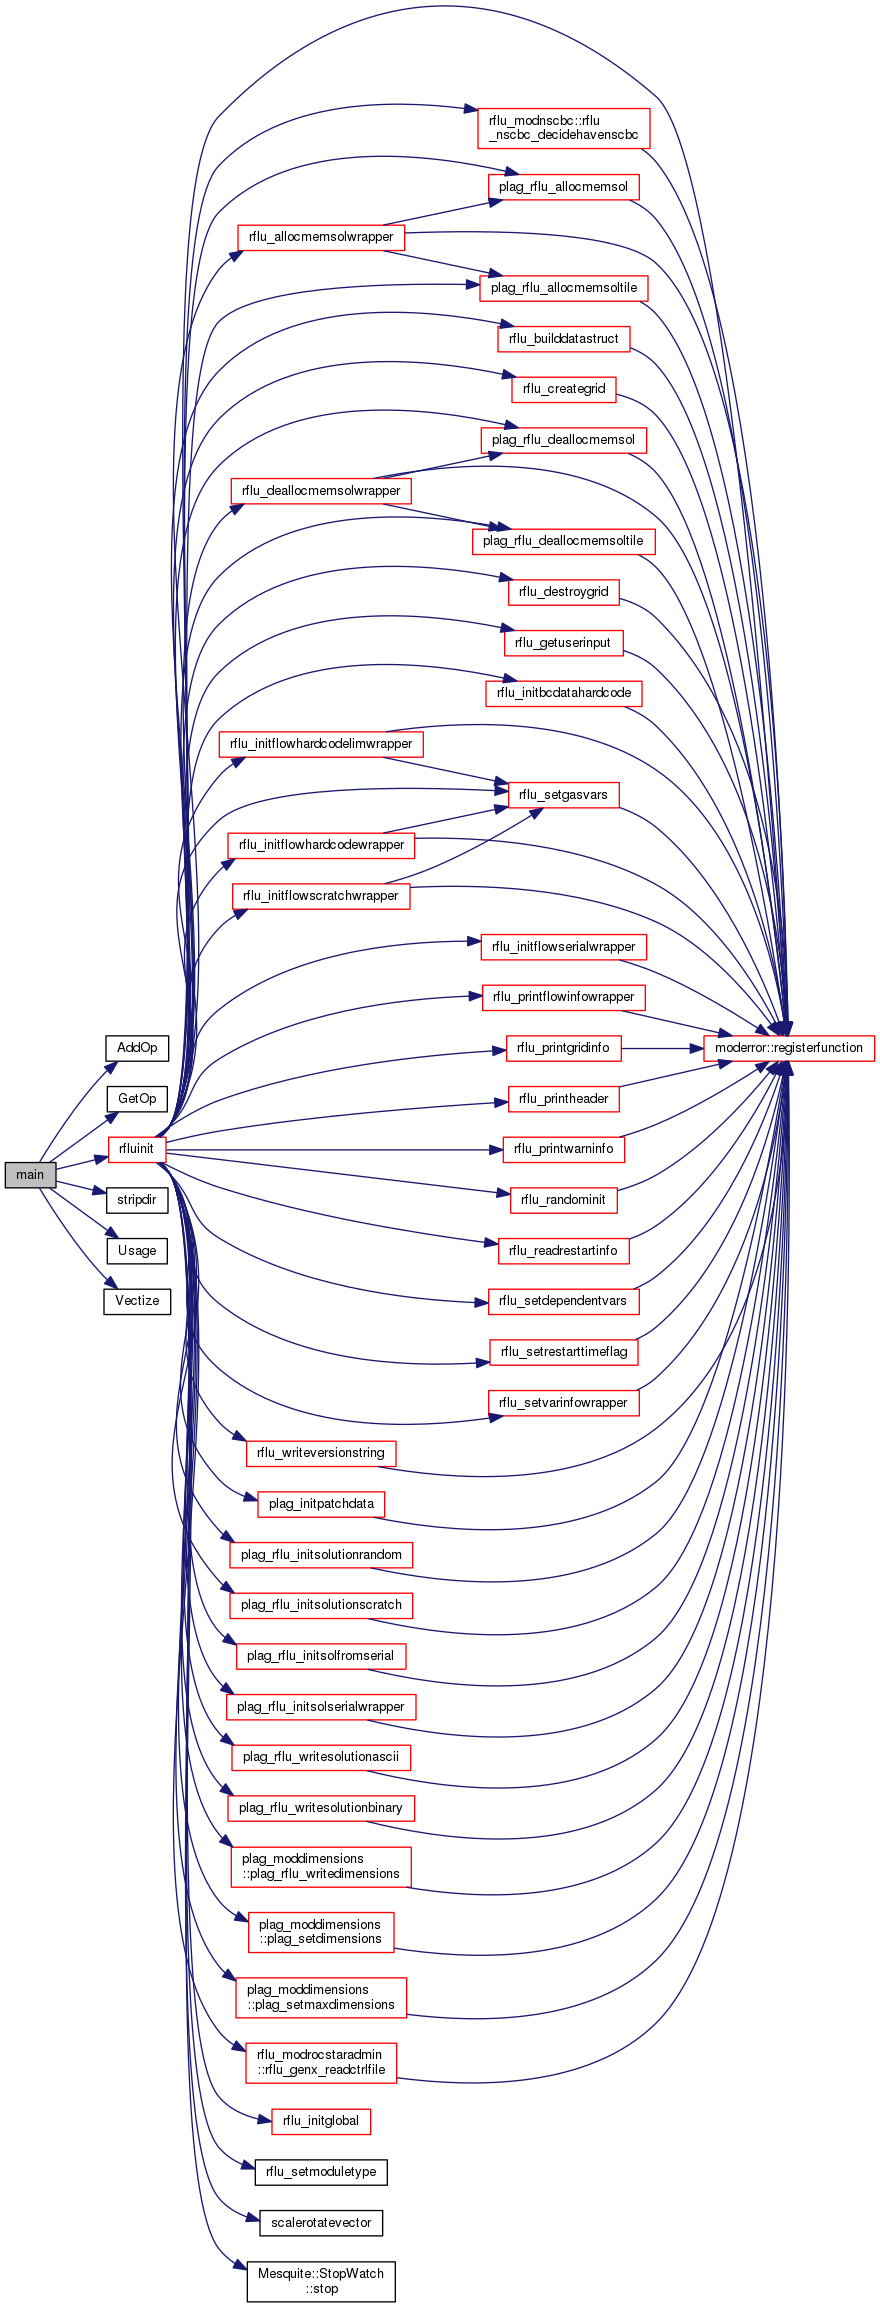 rflu_modnscbc::rflu
_nscbc_decidehavenscbc
plag_rflu_allocmemsol
rflu_allocmemsolwrapper
plag_rflu_allocmemsoltile
rflu_builddatastruct
rflu_creategrid
plag_rflu_deallocmemsol
rflu_deallocmemsolwrapper
plag_rflu_deallocmemsoltile
rflu_destroygrid
rflu_getuserinput
rflu_initbcdatahardcode
rflu_initflowhardcodelimwrapper
rflu_setgasvars
rflu_initflowhardcodewrapper
rflu_initflowscratchwrapper
rflu_initflowserialwrapper
rflu_printflowinfowrapper
AddOp
rflu_printgridinfo
moderror::registerfunction
GetOp
rflu_printheader
rfluinit
rflu_printwarninfo
main
stripdir
rflu_randominit
Usage
rflu_readrestartinfo
Vectize
rflu_setdependentvars
rflu_setrestarttimeflag
rflu_setvarinfowrapper
rflu_writeversionstring
plag_initpatchdata
plag_rflu_initsolutionrandom
plag_rflu_initsolutionscratch
plag_rflu_initsolfromserial
plag_rflu_initsolserialwrapper
plag_rflu_writesolutionascii
plag_rflu_writesolutionbinary
plag_moddimensions
::plag_rflu_writedimensions
plag_moddimensions
::plag_setdimensions
plag_moddimensions
::plag_setmaxdimensions
rflu_modrocstaradmin
::rflu_genx_readctrlfile
rflu_initglobal
rflu_setmoduletype
scalerotatevector
Mesquite::StopWatch
::stop